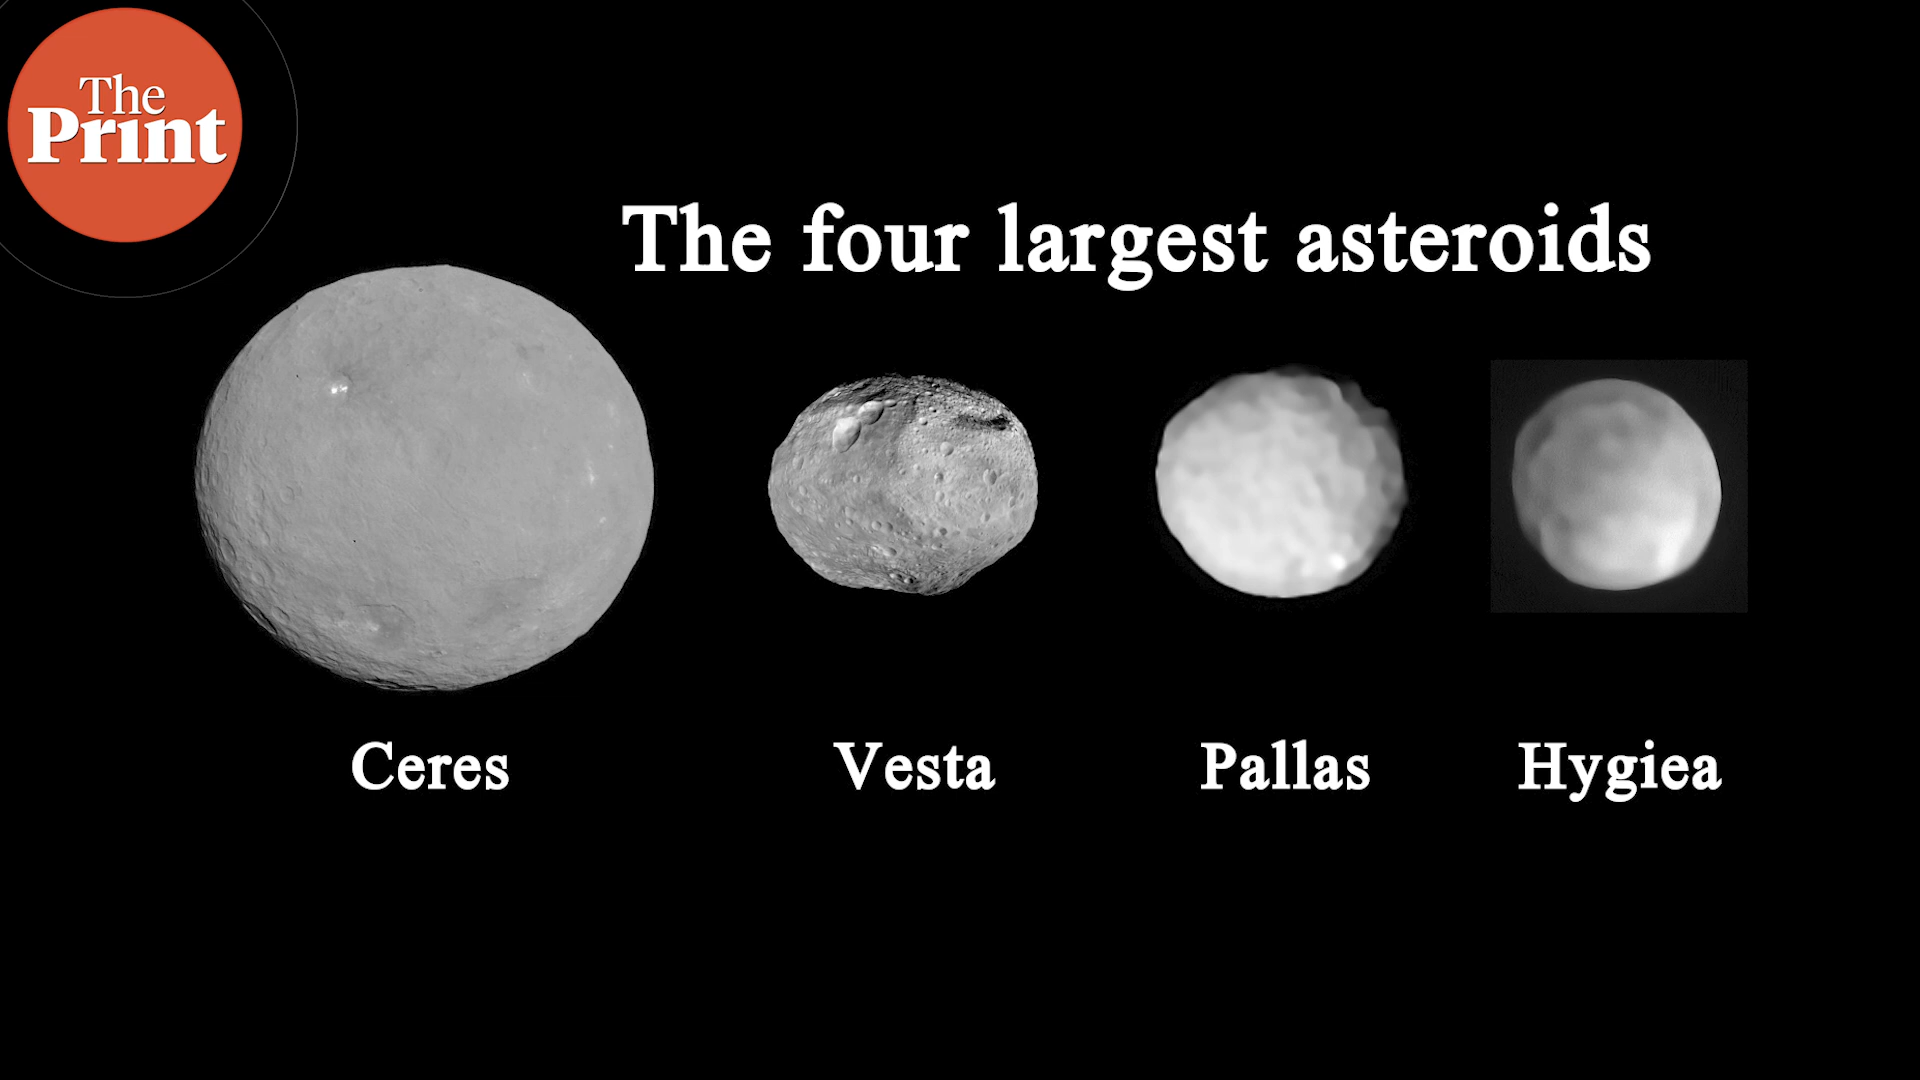 The
Print
The four largest asteroids
Ceres
Vesta
Pallas
Hygiea